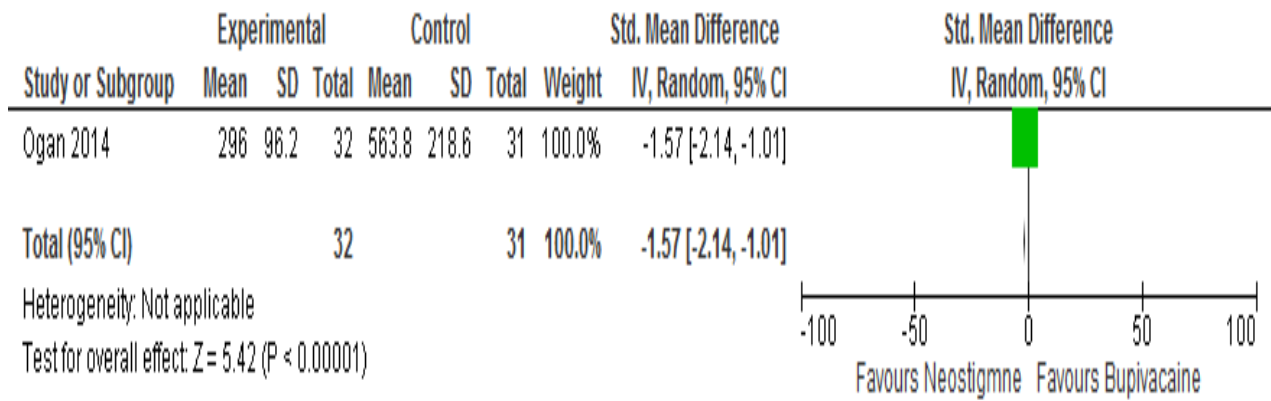 Experimental Control Std. Mean Difference Std. Mean Difference
Study or Subgroup Mean SD Total Mean SD Total Weight IV, Random, 95% CI IV, Random, 95% CI
Ogan 2014 296 96.2 32 563.8 218.6 31 100.0% -1.57 [-2.14, -1.01]
Total (95% CI) 32 31 100.0% -1.57 [-2.14, -1.01]
Heterogeneity: Not applicable
Test for overall effect: Z = 5.42 (P < 0.00001)
-100 -50 0 50 100
Favours Neostigmne Favours Bupivacaine